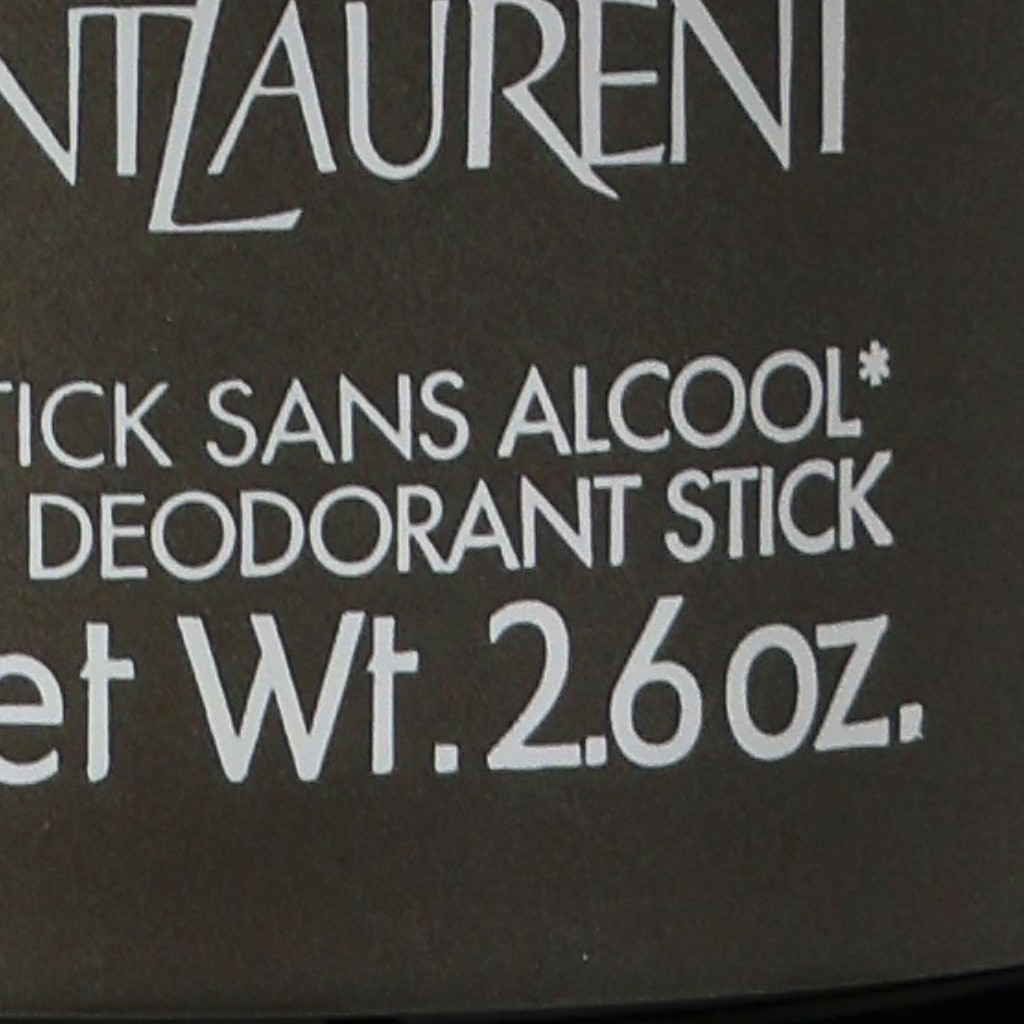 NTLAURENT
TICK SANS ALCOOL*
DEODORANT STICK
et Wt. 2.6 oz.